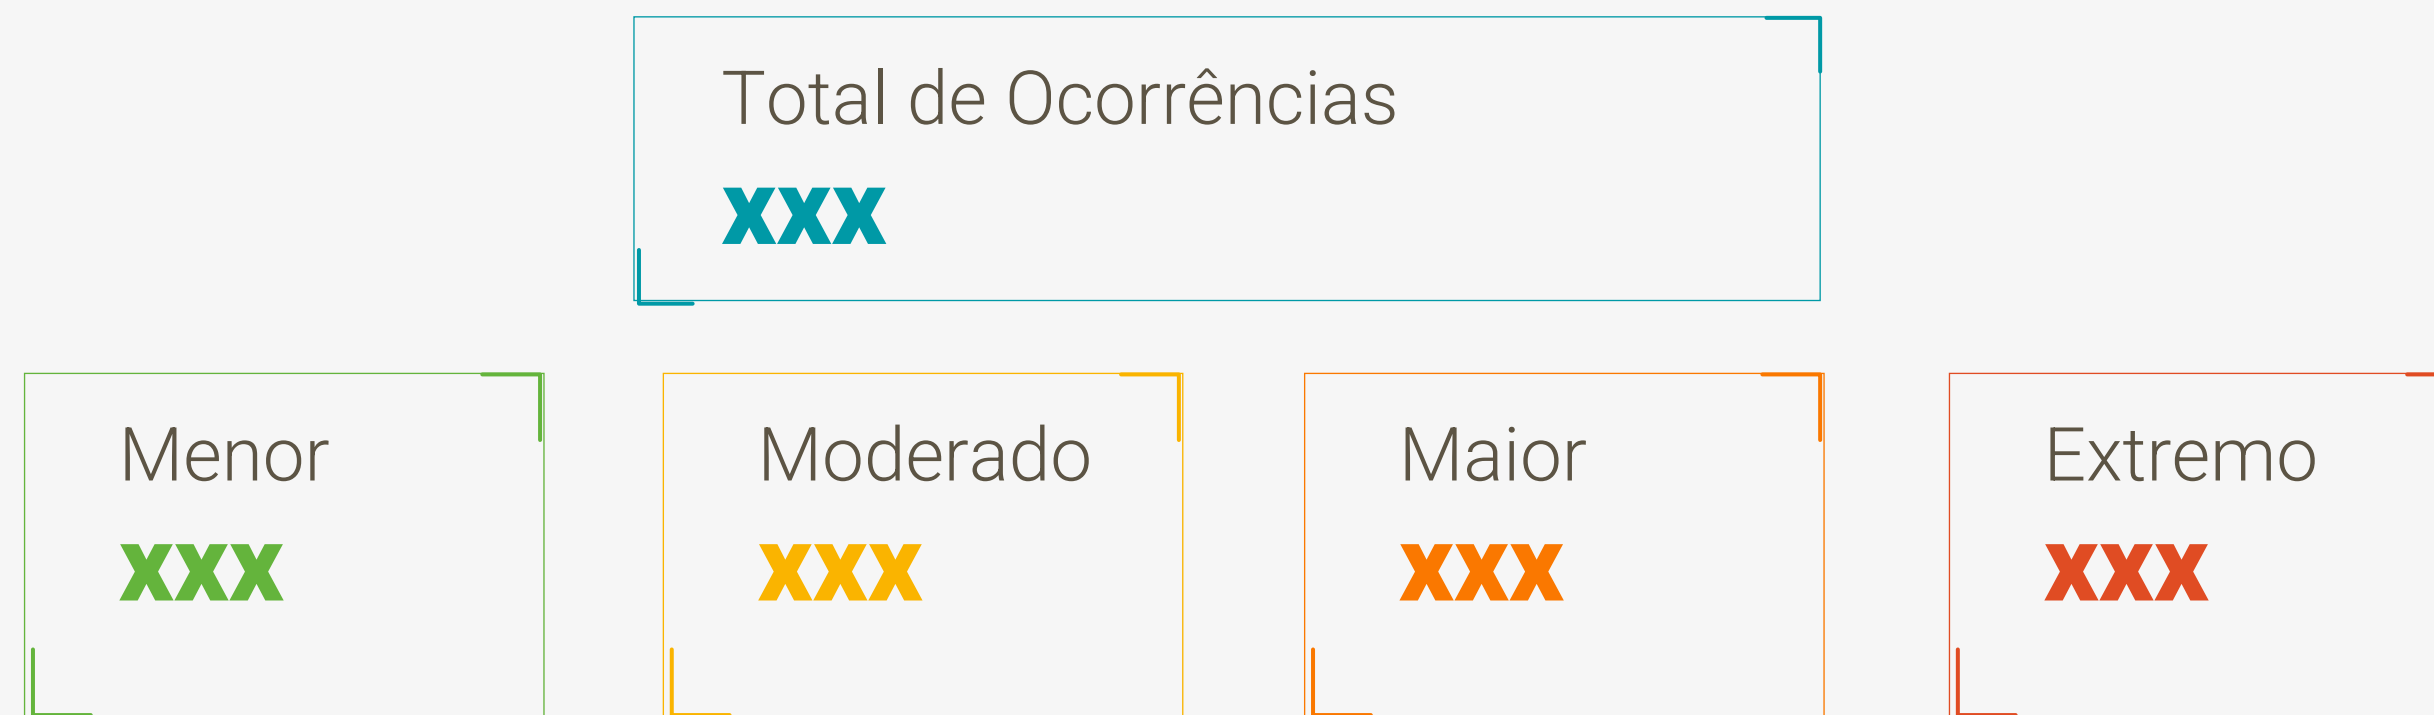 Total de Ocorrências
xxx
Menor
xxx
Moderado
xxx
Maior
xxx
Extremo
xxx